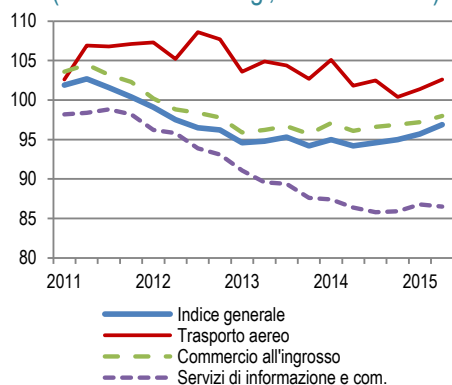 110
105
100
95
90
85
80
2011 2012 2013 2014 2015
Indice generale
Trasporto aereo
Commercio all'ingrosso
Servizi di informazione e com.